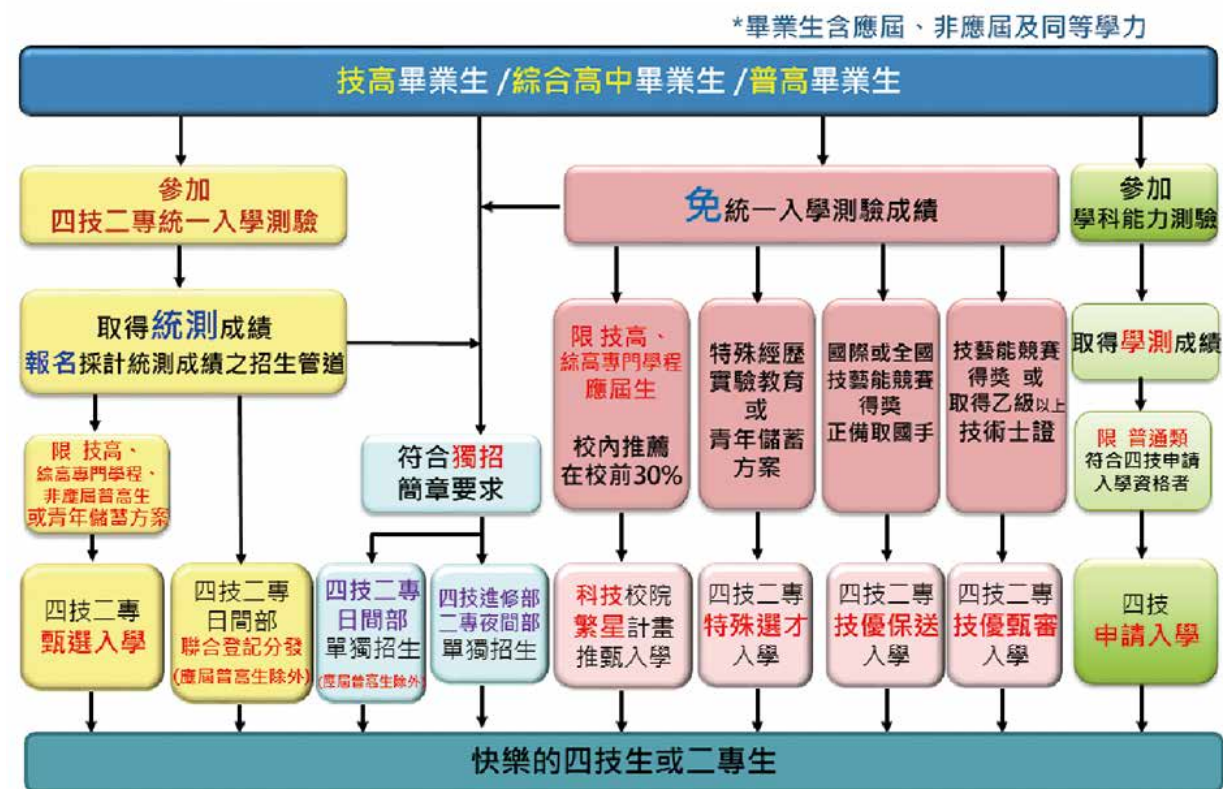 *畢業生含應屆、非應屆及同等學力
技高畢業生/綜合高中畢業生/普高畢業生
參加
四技二專統一入學測驗
免統一入學測驗成績
參加
學科能力測驗
取得統測成績
報名採計統測成績之招生管道
限 技高、
綜高專門學程
應屆生
校內推薦
在校前30%
特殊經歷
實驗教育
或
青年儲蓄
方案
國際或全國
技藝能競賽
得獎
正備取國手
技藝能競賽
得獎 或
取得乙級以上
技術士證
取得學測成績
限 技高、
綜高專門學程、
非應屆普高生
或青年儲蓄方案
符合獨招
簡章要求
限 普通類
符合四技申請
入學資格者
四技二專
甄選入學
四技二專
日間部
聯合登記分發
(應屆普高生除外)
四技二專
日間部
單獨招生
(應屆普高生除外)
四技進修部
二專夜間部
單獨招生
科技校院
繁星計畫
推甄入學
四技二專
特殊選才
入學
四技二專
技優保送
入學
四技二專
技優甄審
入學
四技
申請入學
快樂的四技生或二專生